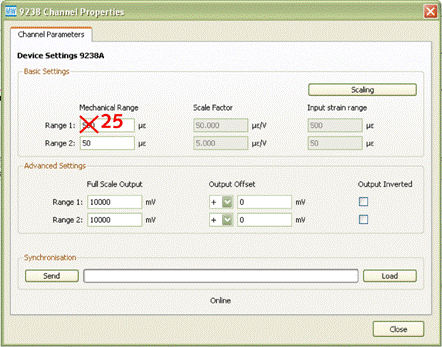 9238 Channel Properties
Channel Parameters
Device Settings 9238A
Basic Settings
Scaling
Mechanical Range Scale Factor Input strain range
Range 1: 25 µε 50.000 µε/V 500 µε
Range 2: 50 µε 5.000 µε/V 50 µε
Advanced Settings
Full Scale Output Output Offset Output Inverted
Range 1: 10000 mV + 0 mV
Range 2: 10000 mV + 0 mV
Synchronisation
Send Load
Online
Close